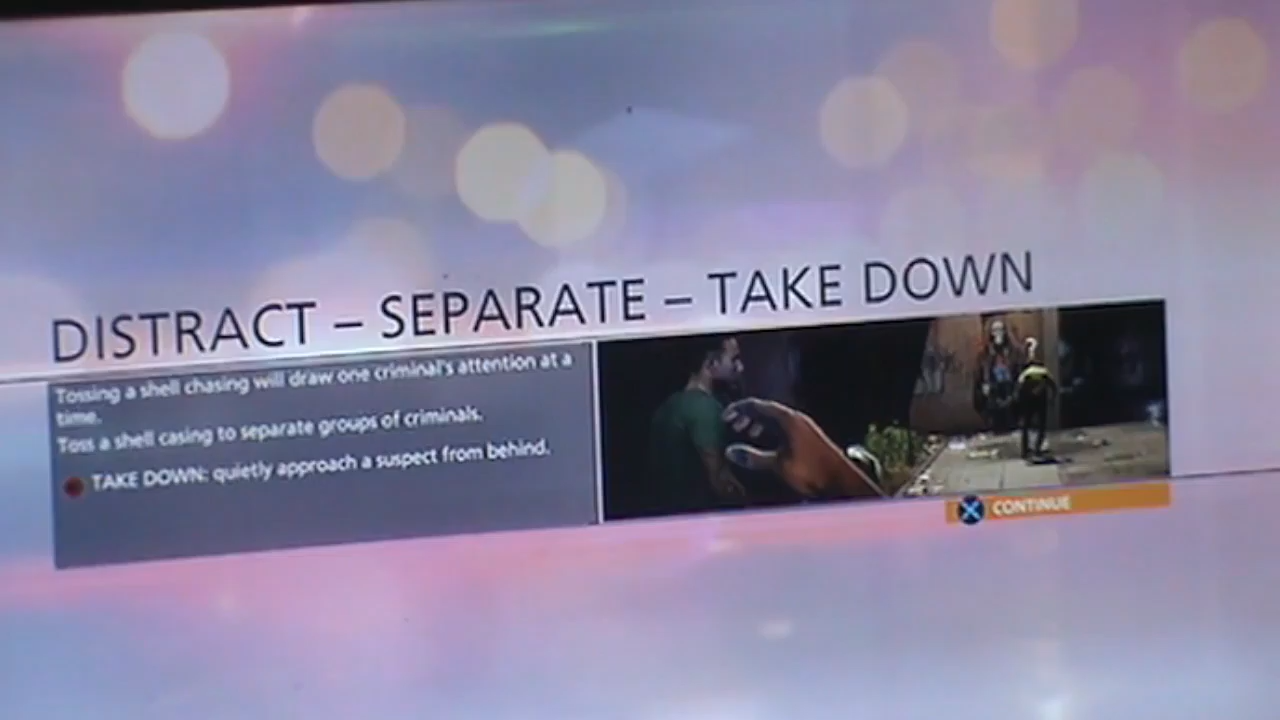 DISTRACT – SEPARATE – TAKE DOWN
Tossing a shell chasing will draw one criminal's attention at a
time.
Toss a shell casing to separate groups of criminals.
TAKE DOWN: quietly approach a suspect from behind.
CONTINUE